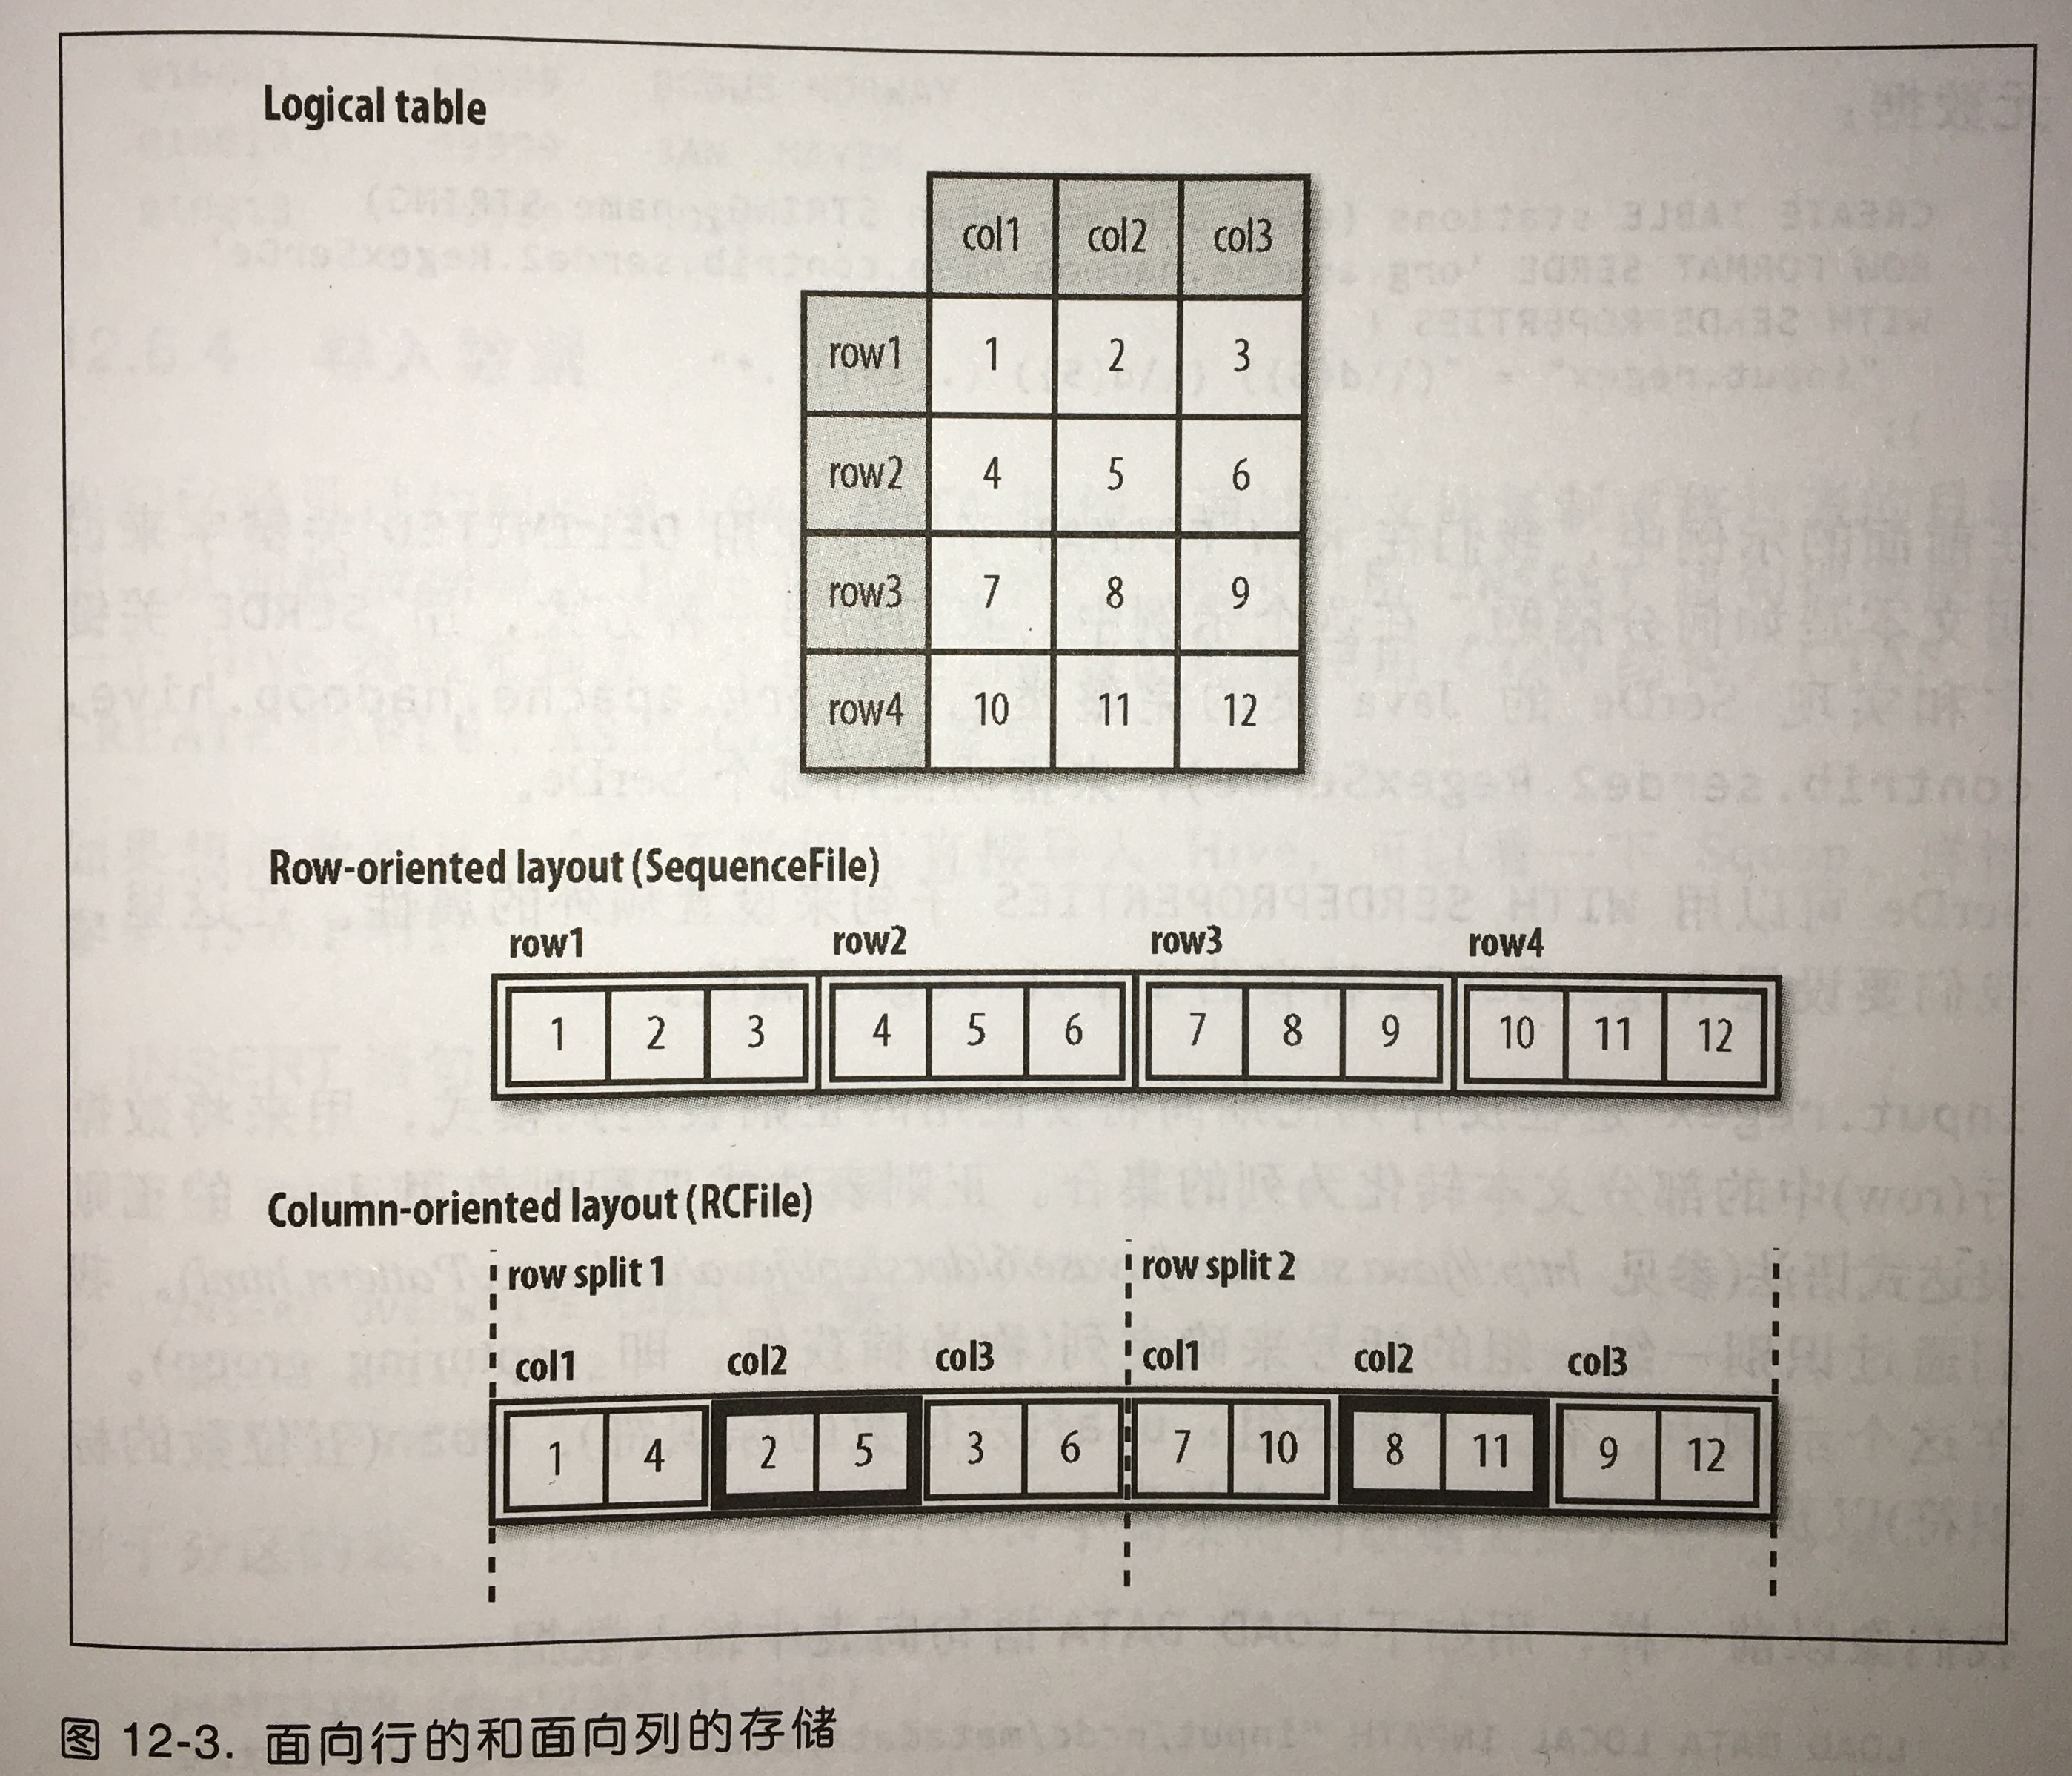 Logical table
col1 col2 col3
row1 1 2 3
row2 4 5 6
row3 7 8 9
row4 10 11 12
Row-oriented layout (SequenceFile)
row1 row2 row3 row4
1 2 3 4 5 6 7 8 9 10 11 12
Column-oriented layout (RCFile)
row split 1 row split 2
col1 col2 col3 col1 col2 col3
1 4 2 5 3 6 7 10 8 11 9 12
图 12-3. 面向行的和面向列的存储